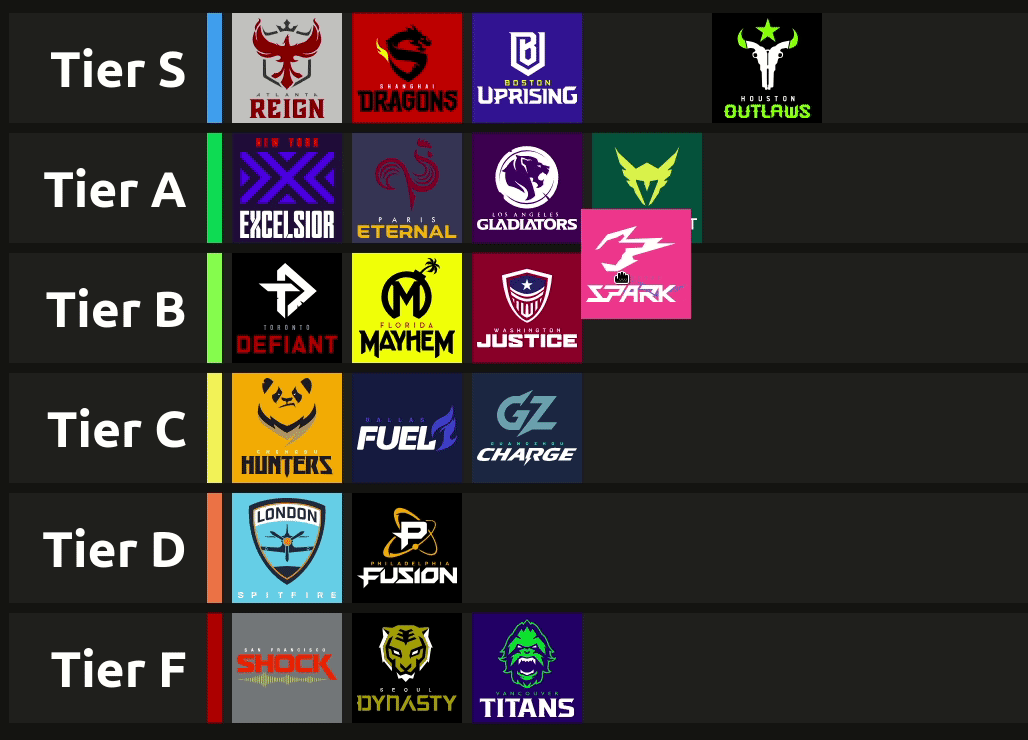 Tier S
ATLANTA
REIGN
SHANGHAI
DRAGONS
BOSTON
UPRISING
HOUSTON
OUTLAWS
Tier A
NEW YORK
EXCELSIOR
PARIS
ETERNAL
LOS ANGELES
GLADIATORS
T
SPARK
Tier B
TORONTO
DEFIANT
FLORIDA
MAYHEM
WASHINGTON
JUSTICE
Tier C
CHENGDU
HUNTERS
DALLAS
FUEL
GZ
GUANGZHOU
CHARGE
Tier D
LONDON
SPITFIRE
P
PHILADELPHIA
FUSION
Tier F
SAN FRANCISCO
SHOCK
SEOUL
DYNASTY
VANCOUVER
TITANS